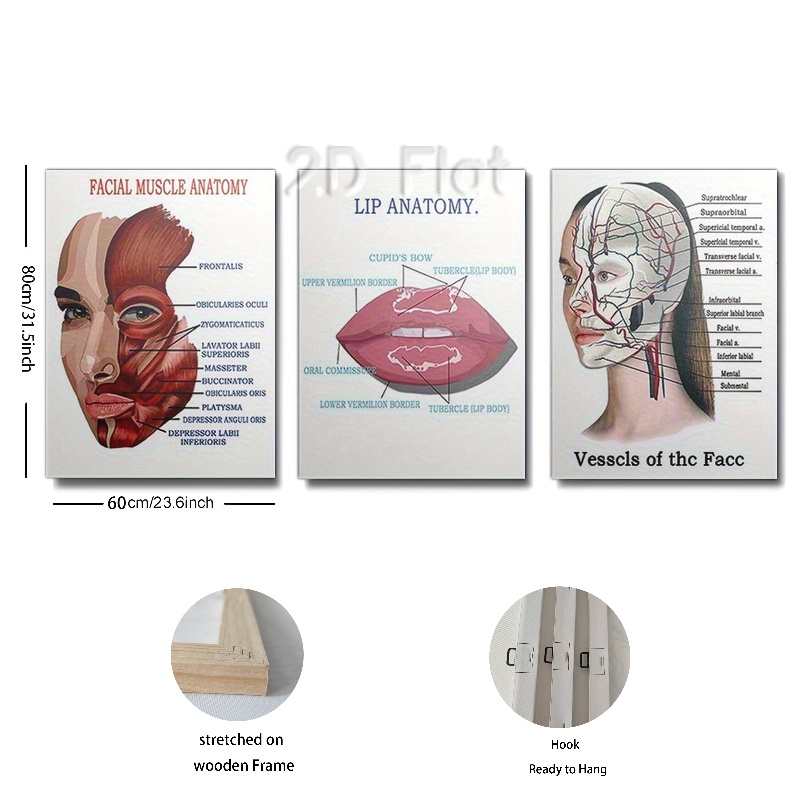 2D Flat
FACIAL MUSCLE ANATOMY
FRONTALIS
OBICULARIES OCULI
ZYGOMATICATICUS
LAVATOR LABII
SUPERIORIS
MASSETER
BUCCINATOR
OBICULARIS ORIS
PLATYSMA
DEPRESSOR ANGULI ORIS
DEPRESSOR LABII
INFERIORIS
LIP ANATOMY.
CUPID'S BOW
TUBERCLE(LIP BODY)
UPPER VERMILION BORDER
ORAL COMMISSURE
LOWER VERMILION BORDER
TUBERCLE (LIP BODY)
Supratrochlear
Supraorbital
Supericial temporal a.
Superfcial temporal v.
Transverse facial v.
Transverse facial a.
Infraorbital
Superior labial branch
Facial v.
Facial a.
Inferior labial
Mental
Submental
Vesscls of thc Facc
80cm/31.5inch
60cm/23.6inch
stretched on
wooden Frame
Hook
Ready to Hang